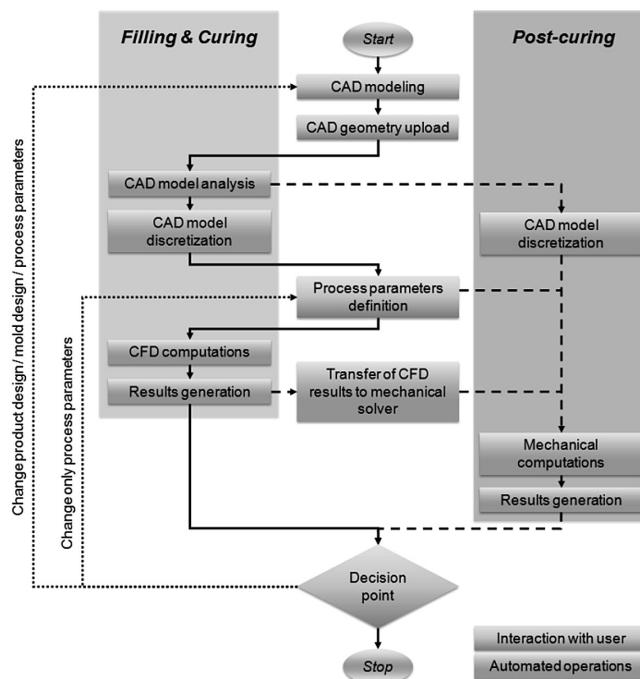 Filling & Curing
Start
Post-curing
CAD modeling
CAD geometry upload
CAD model analysis
CAD model
discretization
CAD model
discretization
Process parameters
definition
CFD computations
Results generation
Transfer of CFD
results to mechanical
solver
Mechanical
computations
Results generation
Change product design / mold design / process parameters
Change only process parameters
Decision
point
Stop
Interaction with user
Automated operations